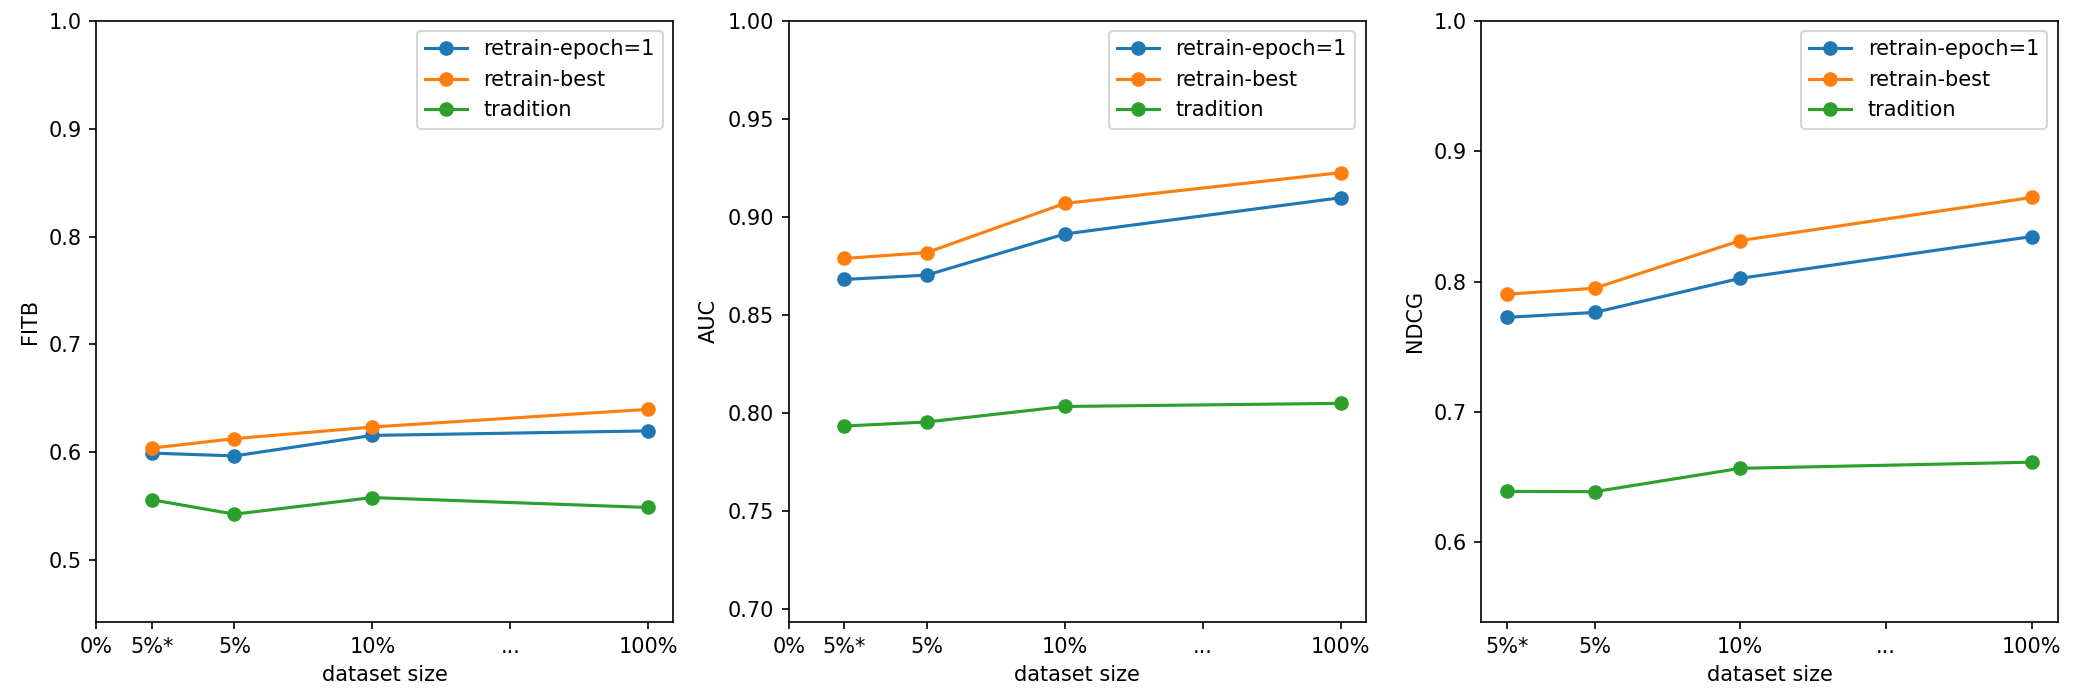 1.0
0.9
0.8
0.7
0.6
0.5
FITB
0% 5%* 5% 10% ... 100%
dataset size
retrain-epoch=1
retrain-best
tradition
1.00
0.95
0.90
0.85
0.80
0.75
0.70
AUC
0% 5%* 5% 10% ... 100%
dataset size
retrain-epoch=1
retrain-best
tradition
1.0
0.9
0.8
0.7
0.6
NDCG
5%* 5% 10% ... 100%
dataset size
retrain-epoch=1
retrain-best
tradition